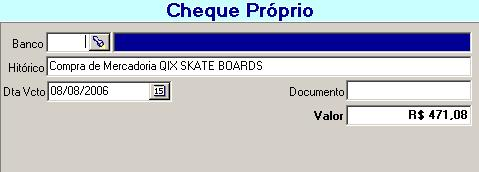 Cheque Próprio
Banco
Hitórico Compra de Mercadoria QIX SKATE BOARDS
Dta Vcto 08/08/2006 15 Documento
Valor R$ 471,08